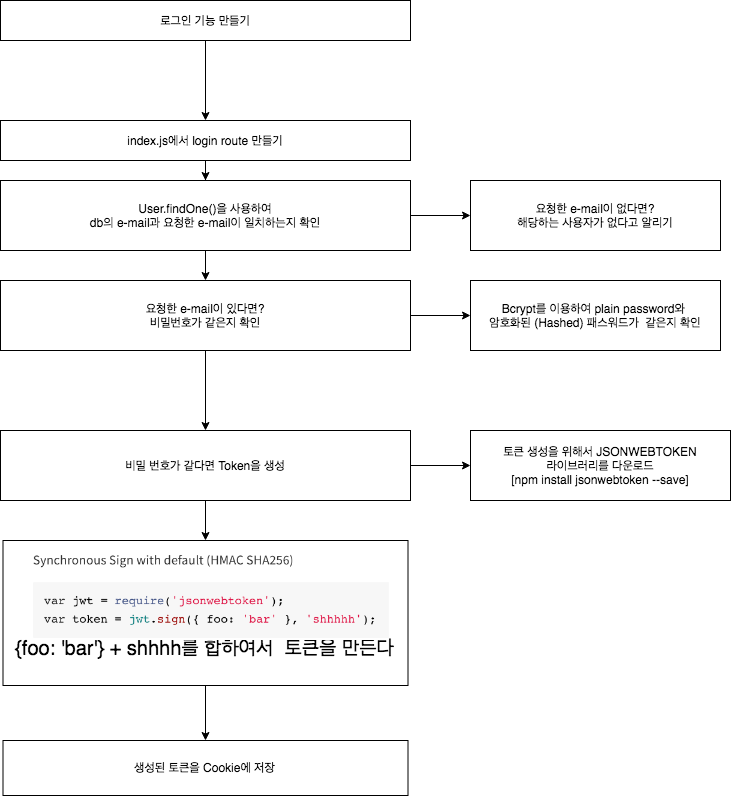 로그인 기능 만들기
index.js에서 login route 만들기
User.findOne()을 사용하여
db의 e-mail과 요청한 e-mail이 일치하는지 확인
요청한 e-mail이 없다면?
해당하는 사용자가 없다고 알리기
요청한 e-mail이 있다면?
비밀번호가 같은지 확인
Bcrypt를 이용하여 plain password와
암호화된 (Hashed) 패스워드가 같은지 확인
비밀 번호가 같다면 Token을 생성
토큰 생성을 위해서 JSONWEBTOKEN
라이브러리를 다운로드
[npm install jsonwebtoken --save]
Synchronous Sign with default (HMAC SHA256)
var jwt = require('jsonwebtoken');
var token = jwt.sign({ foo: 'bar' }, 'shhhhh');
{foo: 'bar'} + shhhh를 합하여서 토큰을 만든다
생성된 토큰을 Cookie에 저장